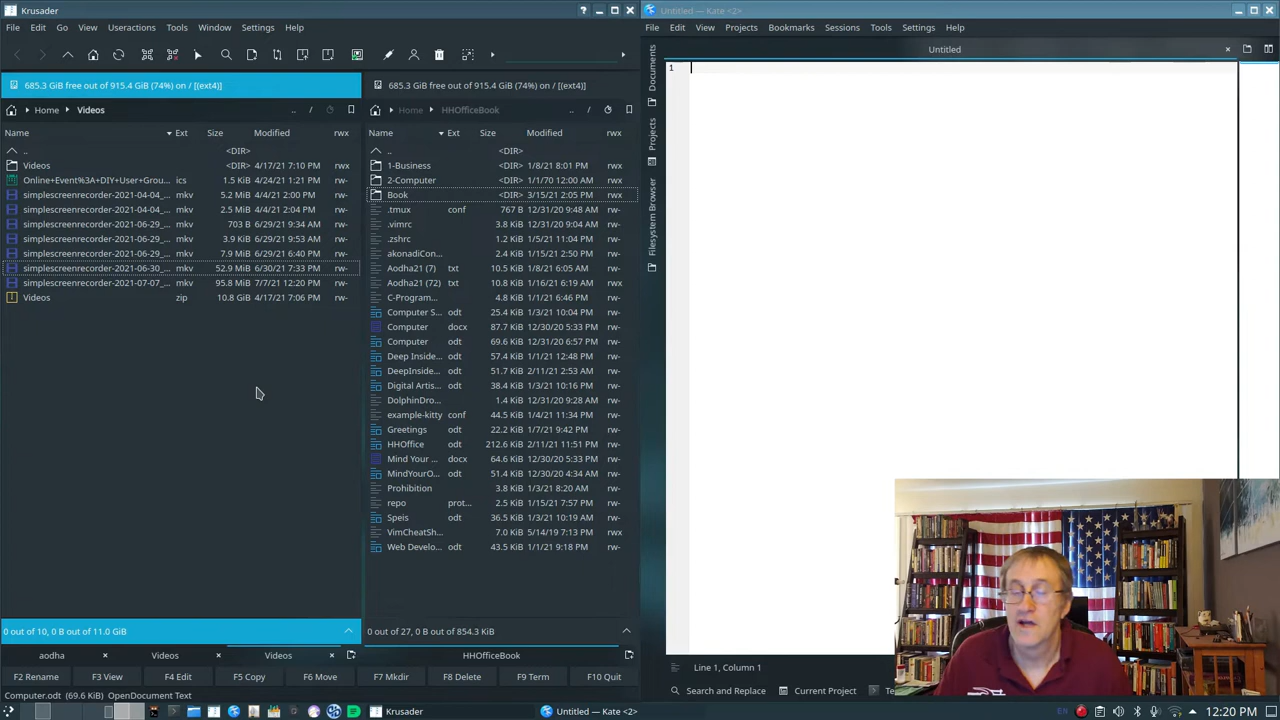 Krusader
File Edit Go View Useractions Tools Window Settings Help
685.3 GiB free out of 915.4 GiB (74%) on / [(ext4)]
Home Videos .. /
Name Ext Size Modified rwx
.. <DIR>
Videos <DIR> 4/17/21 7:10 PM rwx
Online+Event%3A+DIY+User+Grou... ics 1.5 KiB 4/24/21 1:21 PM rw-
simplescreenrecorder-2021-04-04_... mkv 5.2 MiB 4/4/21 2:00 PM rw-
simplescreenrecorder-2021-04-04_... mkv 2.5 MiB 4/4/21 2:04 PM rw-
simplescreenrecorder-2021-06-29_... mkv 703 B 6/29/21 9:34 AM rw-
simplescreenrecorder-2021-06-29_... mkv 3.9 KiB 6/29/21 9:53 AM rw-
simplescreenrecorder-2021-06-29_... mkv 7.9 MiB 6/29/21 6:40 PM rw-
simplescreenrecorder-2021-06-30_... mkv 52.9 MiB 6/30/21 7:33 PM rw-
simplescreenrecorder-2021-07-07_... mkv 95.8 MiB 7/7/21 12:20 PM rw-
Videos zip 10.8 GiB 4/17/21 7:06 PM rw-
0 out of 10, 0 B out of 11.0 GiB
aodha Videos Videos
685.3 GiB free out of 915.4 GiB (74%) on / [(ext4)]
Home HHOfficeBook .. /
Name Ext Size Modified rwx
.. <DIR>
1-Business <DIR> 1/8/21 8:01 PM rwx
2-Computer <DIR> 1/1/70 12:00 AM rwx
Book <DIR> 3/15/21 2:05 PM rwx
.tmux conf 767 B 12/31/20 9:48 AM rw-
.vimrc 3.8 KiB 12/31/20 9:04 AM rw-
.zshrc 1.2 KiB 1/5/21 11:04 PM rw-
akonadiCon... 2.4 KiB 1/15/21 2:50 PM rw-
Aodha21 (7) txt 10.5 KiB 1/8/21 6:05 AM rw-
Aodha21 (72) txt 10.8 KiB 1/16/21 6:19 AM rw-
C-Program... 4.8 KiB 1/1/21 6:46 PM rw-
Computer S... odt 25.4 KiB 1/3/21 10:04 PM rw-
Computer docx 87.7 KiB 12/30/20 5:33 PM rw-
Computer odt 69.6 KiB 12/30/20 6:57 PM rw-
Deep Inside... odt 57.4 KiB 1/1/21 12:48 PM rw-
DeepInside... odt 51.7 KiB 2/11/21 2:53 AM rw-
Digital Artis... odt 38.4 KiB 1/3/21 10:16 PM rw-
DolphinDro... 1.4 KiB 12/30/20 9:28 AM rw-
example-kitty conf 44.5 KiB 1/4/21 11:34 PM rw-
Greetings odt 22.2 KiB 1/7/21 9:42 PM rw-
HHOffice odt 212.6 KiB 2/11/21 11:51 PM rw-
Mind Your ... docx 64.6 KiB 12/30/20 5:33 PM rw-
MindYourO... odt 51.4 KiB 12/30/20 4:34 AM rw-
Prohibition 3.8 KiB 1/3/21 8:20 AM rw-
repo prot... 2.5 KiB 1/15/21 7:57 PM rw-
Speis odt 36.5 KiB 1/3/21 10:19 AM rw-
VimCheatSh... 7.0 KiB 5/14/19 7:13 PM rw-
Web Develo... odt 43.5 KiB 1/1/21 9:18 PM rw-
0 out of 27, 0 B out of 854.3 KiB
HHOfficeBook
F2 Rename F3 View F4 Edit F5 Copy F6 Move F7 Mkdir F8 Delete F9 Term F10 Quit
Computer.odt (69.6 KiB) OpenDocument Text
Untitled — Kate <2>
File Edit View Projects Bookmarks Sessions Tools Settings Help
Untitled
Documents
Projects
Filesystem Browser
1
Line 1, Column 1
Search and Replace Current Project Te
Krusader Untitled — Kate <2> EN 12:20 PM